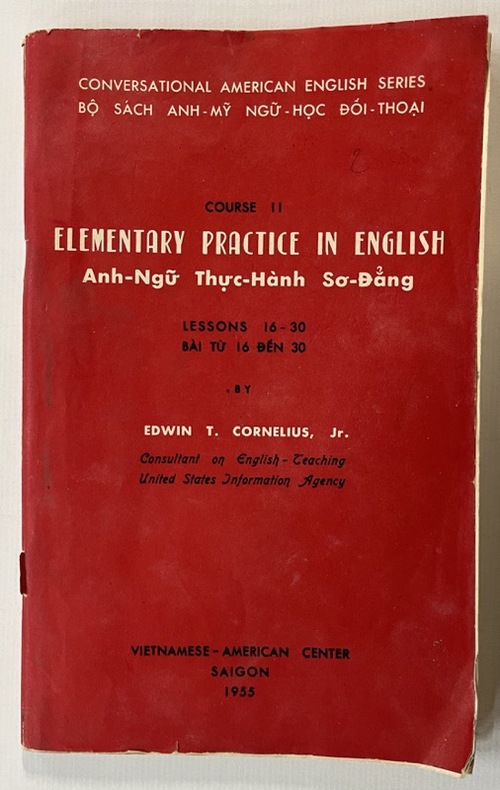 CONVERSATIONAL AMERICAN ENGLISH SERIES
BỘ SÁCH ANH-MỸ NGỮ-HỌC ĐỐI-THOẠI
2
COURSE II
ELEMENTARY PRACTICE IN ENGLISH
Anh-Ngữ Thực-Hành Sơ-Đẳng
LESSONS 16-30
BÀI TỪ 16 ĐẾN 30
BY
EDWIN T. CORNELIUS, Jr.
Consultant on English-Teaching
United States Information Agency
VIETNAMESE-AMERICAN CENTER
SAIGON
1955